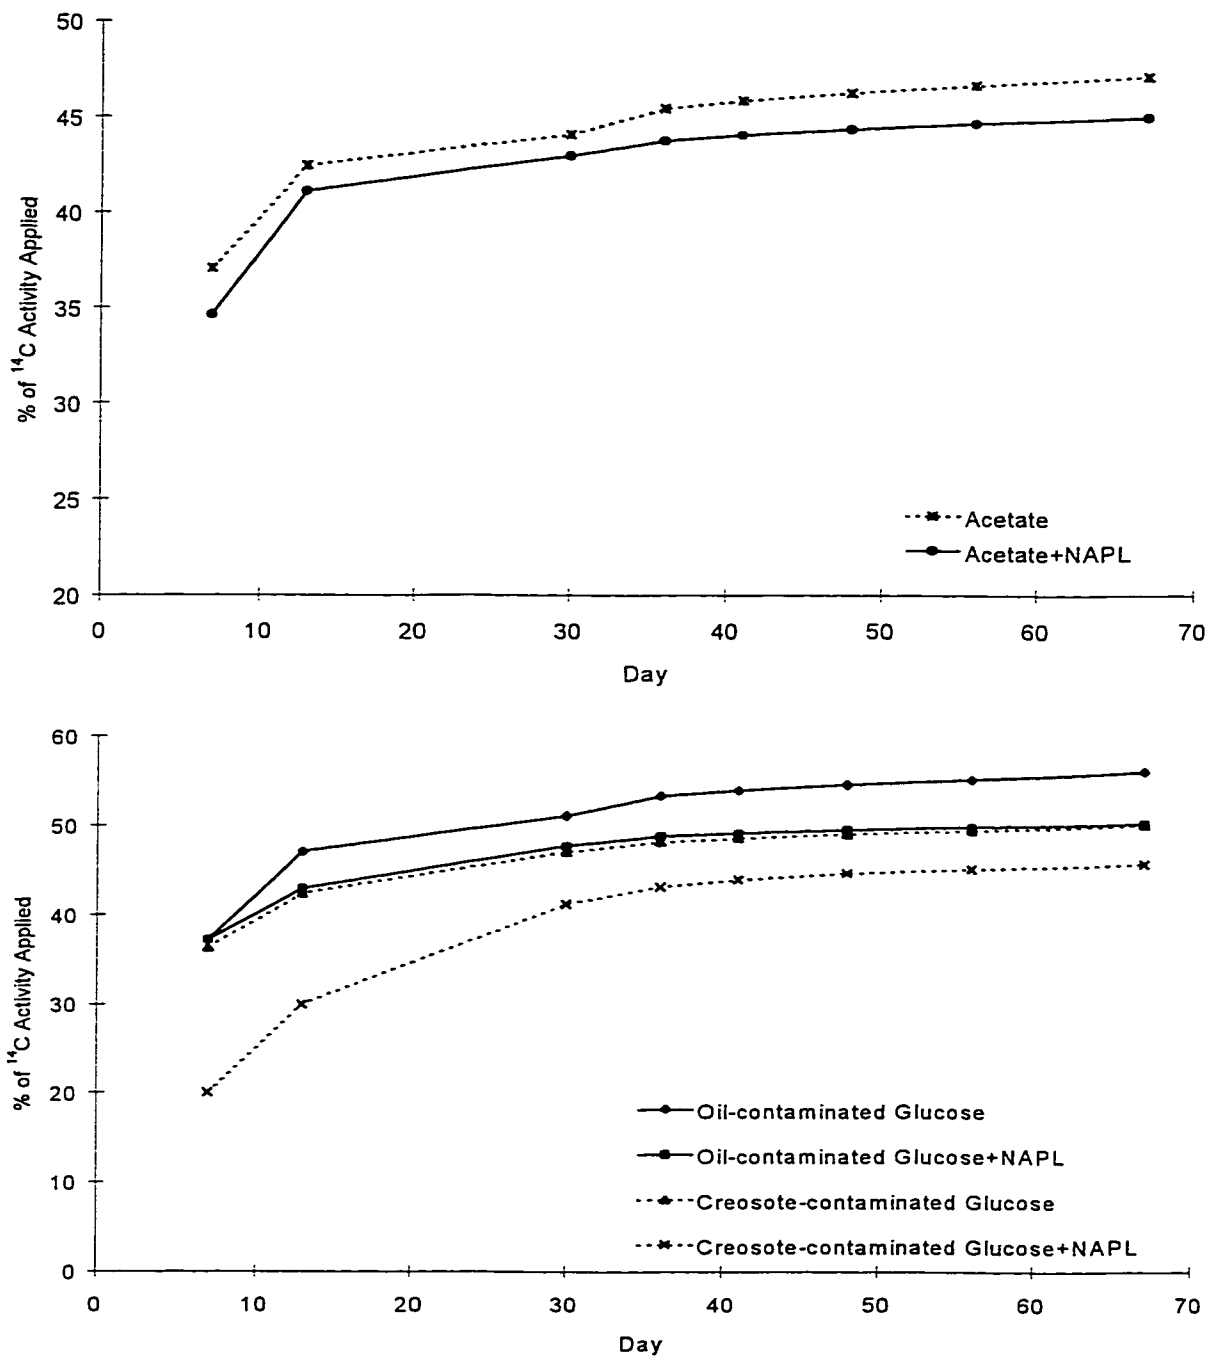 50
45
40
35
30
25
20
% of ¹⁴C Activity Applied
Acetate
Acetate+NAPL
0 10 20 30 40 50 60 70
Day
60
50
40
30
20
10
0
% of ¹⁴C Activity Applied
Oil-contaminated Glucose
Oil-contaminated Glucose+NAPL
Creosote-contaminated Glucose
Creosote-contaminated Glucose+NAPL
0 10 20 30 40 50 60 70
Day